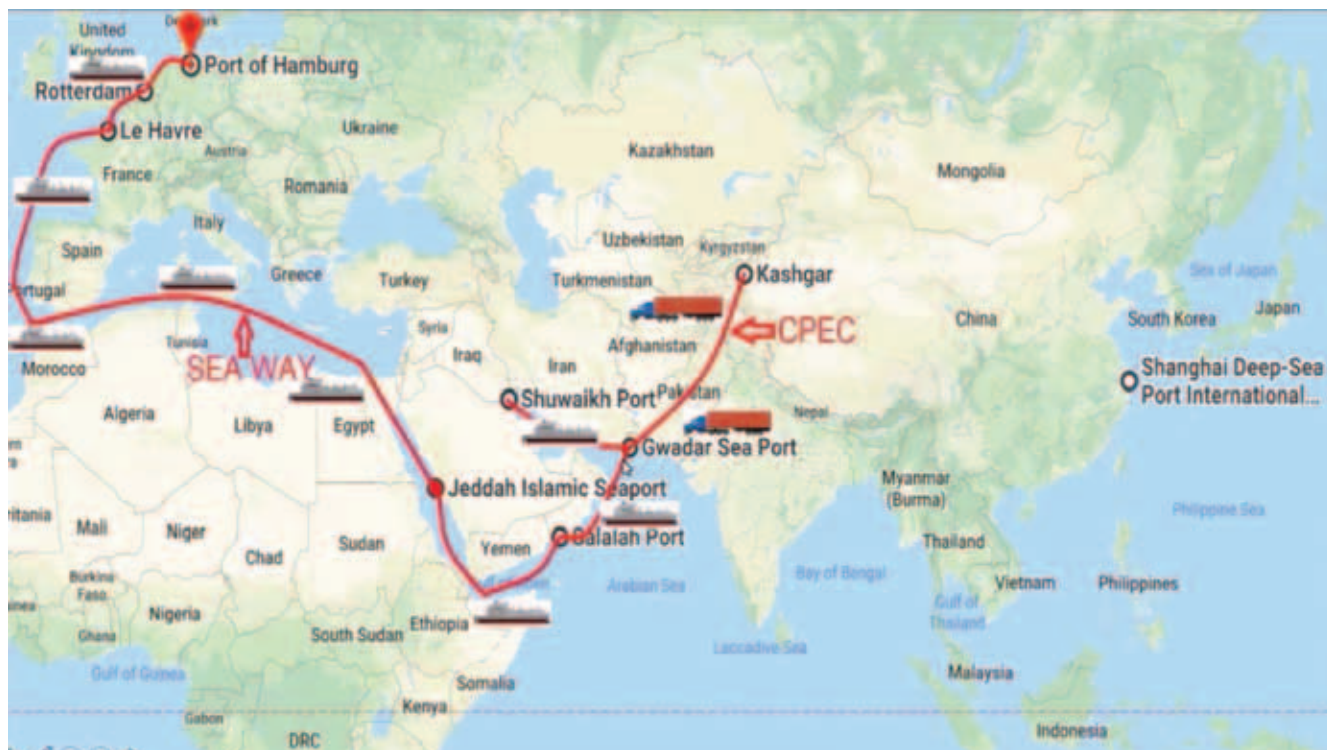 Denmark
United
Kingdom
Port of Hamburg
Rotterdam
Le Havre
Ukraine
Austria
Kazakhstan
Mongolia
France
Romania
Italy
Uzbekistan
Kyrgyzstan
Spain
Greece
Turkey
Turkmenistan
Kashgar
Sea of Japan
Portugal
Japan
South Korea
China
Syria
Tunisia
CPEC
Afghanistan
Iraq
Iran
SEA WAY
Morocco
Shanghai Deep-Sea
Port International...
Shuwaikh Port
Pakistan
Nepal
Algeria
Libya
Egypt
Gwadar Sea Port
Myanmar
(Burma)
Jeddah Islamic Seaport
Philippine Sea
itania
Mali
Niger
Chad
Sudan
Yemen
Salalah Port
Thailand
Arabian Sea
Bay of Bengal
Vietnam
Philippines
Burkina
Faso
Gulf of
Thailand
Nigeria
Ghana
South Sudan
Ethiopia
Laccadive Sea
Gulf of Guinea
Malaysia
Somalia
Kenya
Gabon
DRC
Indonesia